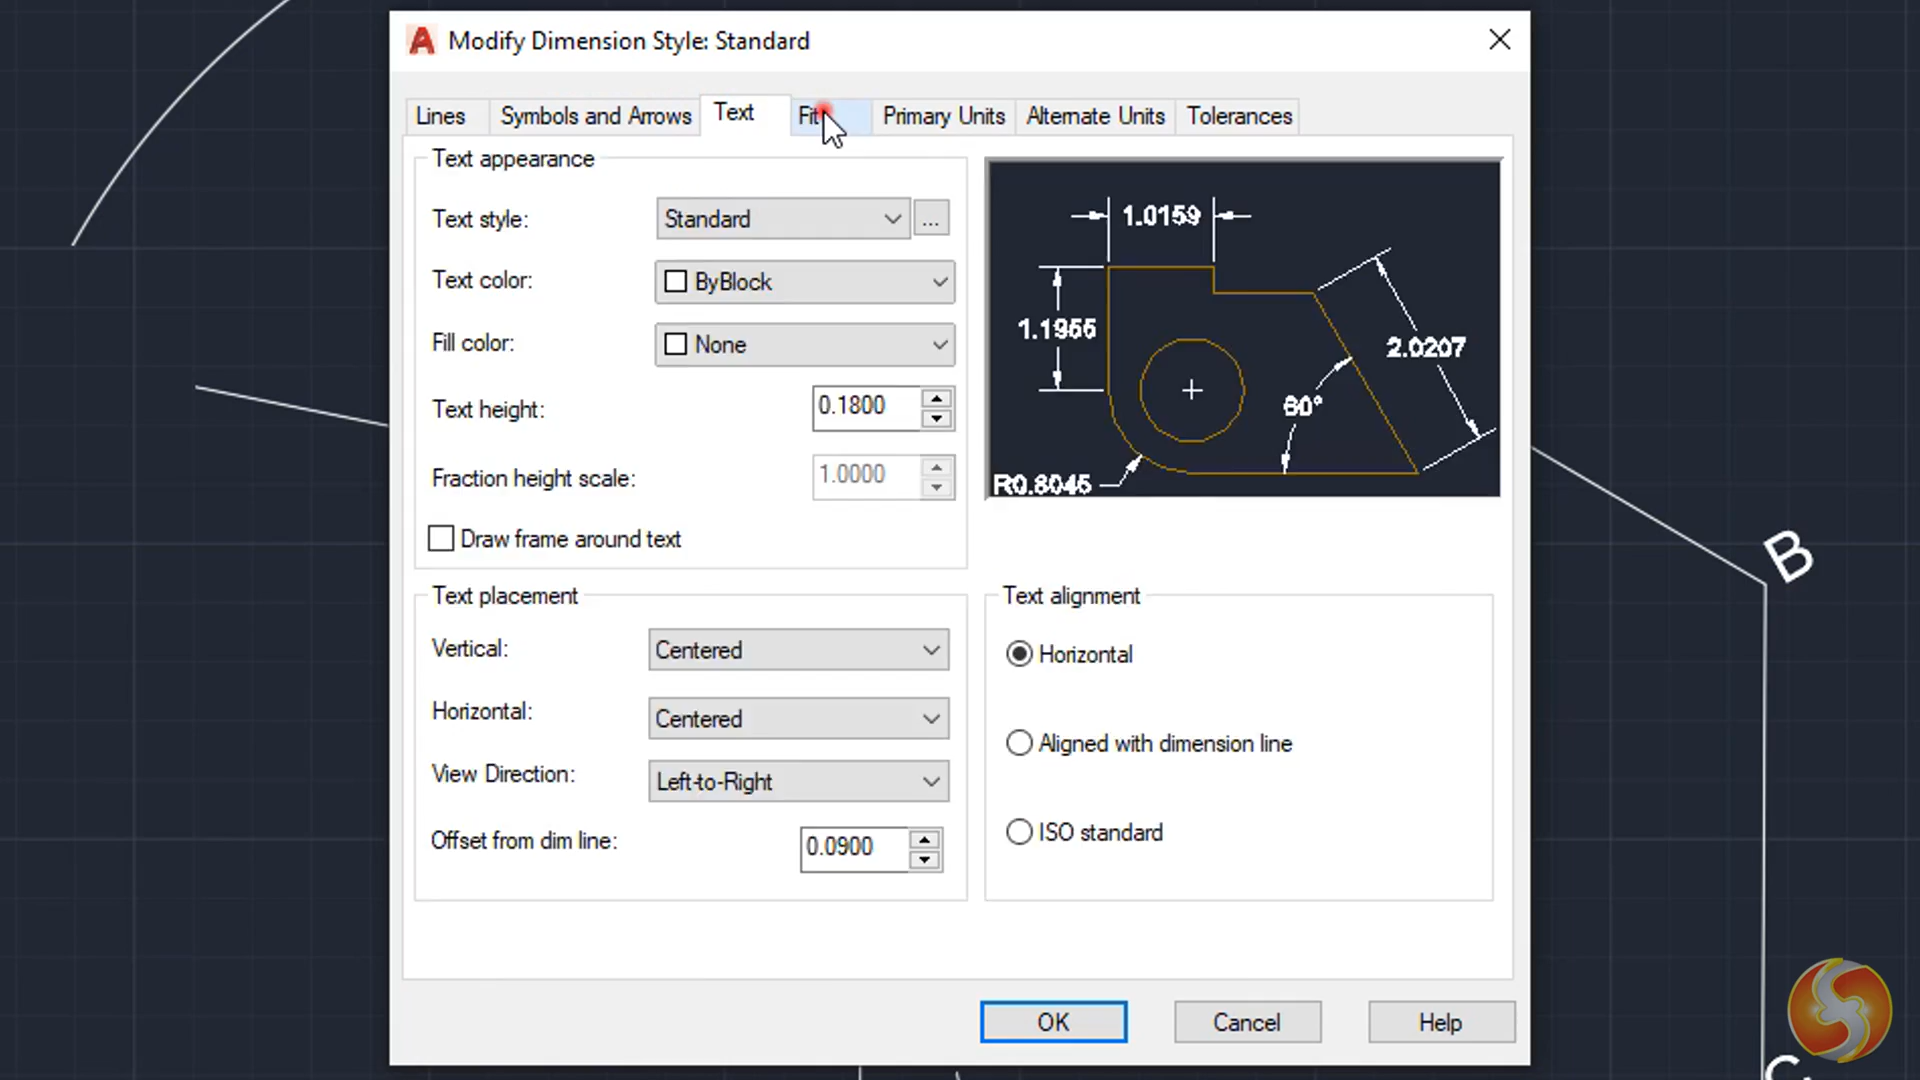 Modify Dimension Style: Standard
Lines
Symbols and Arrows
Text
Fit
Primary Units
Alternate Units
Tolerances
Text appearance
Text style:
Standard
...
Text color:
ByBlock
Fill color:
None
Text height:
0.1800
Fraction height scale:
1.0000
Draw frame around text
1.0159
1.1955
2.0207
60°
R0.8045
Text placement
Vertical:
Centered
Horizontal:
Centered
View Direction:
Left-to-Right
Offset from dim line:
0.0900
Text alignment
Horizontal
Aligned with dimension line
ISO standard
OK
Cancel
Help
B
C